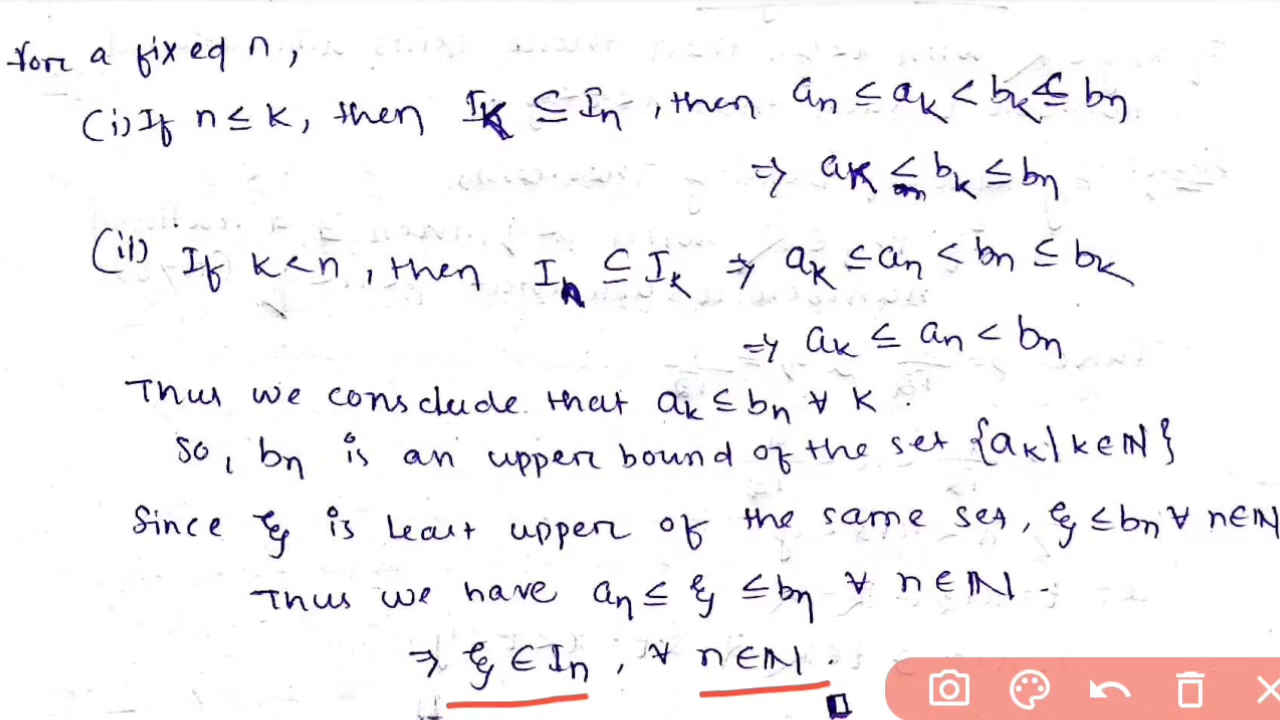 for a fixed n,
(i) If n ≤ k, then I_k ⊆ I_n, then a_n ≤ a_k < b_k ≤ b_n
⇒ a_k ≤ b_k ≤ b_n
(ii) If k < n, then I_n ⊆ I_k ⇒ a_k ≤ a_n < b_n ≤ b_k
⇒ a_k ≤ a_n < b_n
Thus we consclude that a_k ≤ b_n ∀ k.
So, b_n is an upper bound of the set {a_k | k ∈ ℕ}
Since ξ is least upper of the same set, ξ ≤ b_n ∀ n ∈ ℕ
Thus we have a_n ≤ ξ ≤ b_n ∀ n ∈ ℕ.
⇒ ξ ∈ I_n, ∀ n ∈ ℕ.